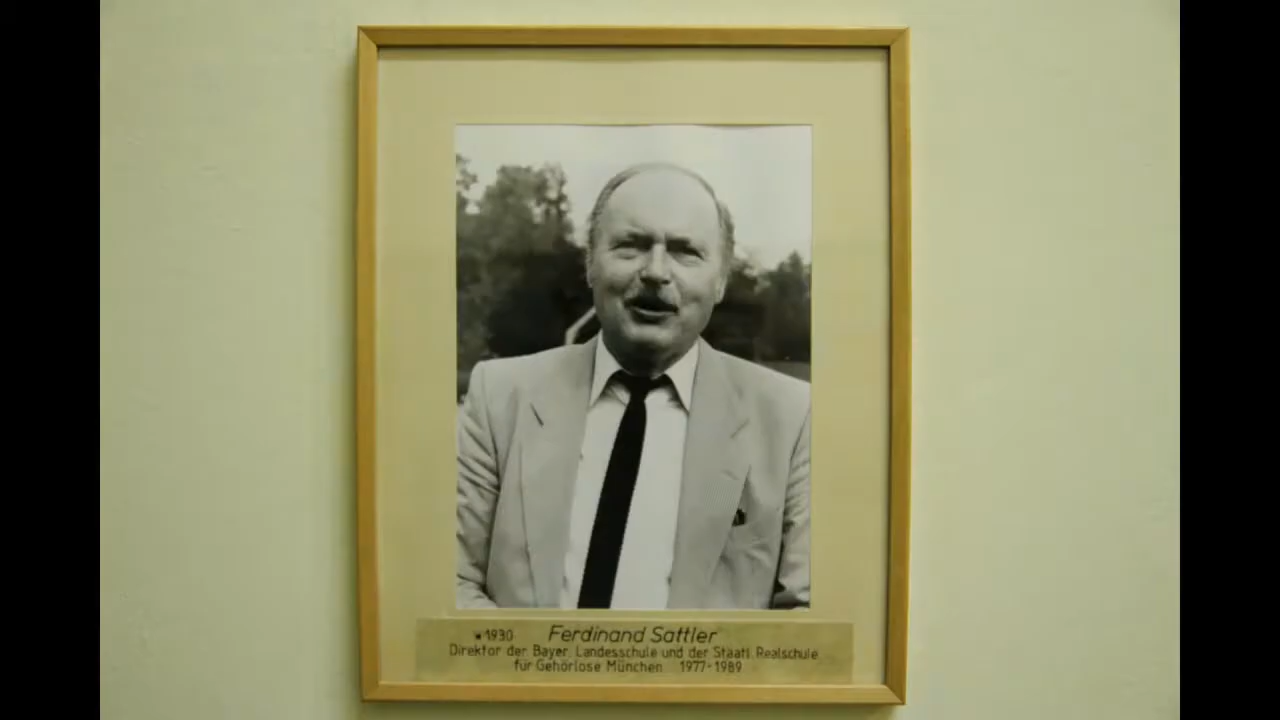 * 1930 Ferdinand Sattler
Direktor der Bayer. Landesschule und der Staatl. Realschule
für Gehörlose München 1977-1989